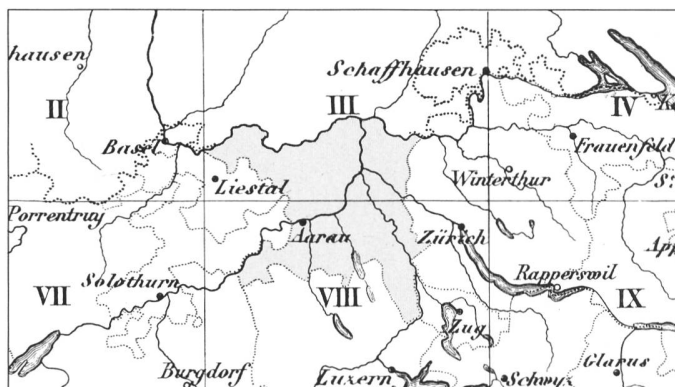 hausen
Schaffhausen
II
III
IV
Basel
Frauenfeld
Liestal
Winterthur
Porrentruy
Aarau
Zürich
Solothurn
Rapperswil
VII
VIII
IX
Zug
Burgdorf
Luzern
Schwyz
Glarus